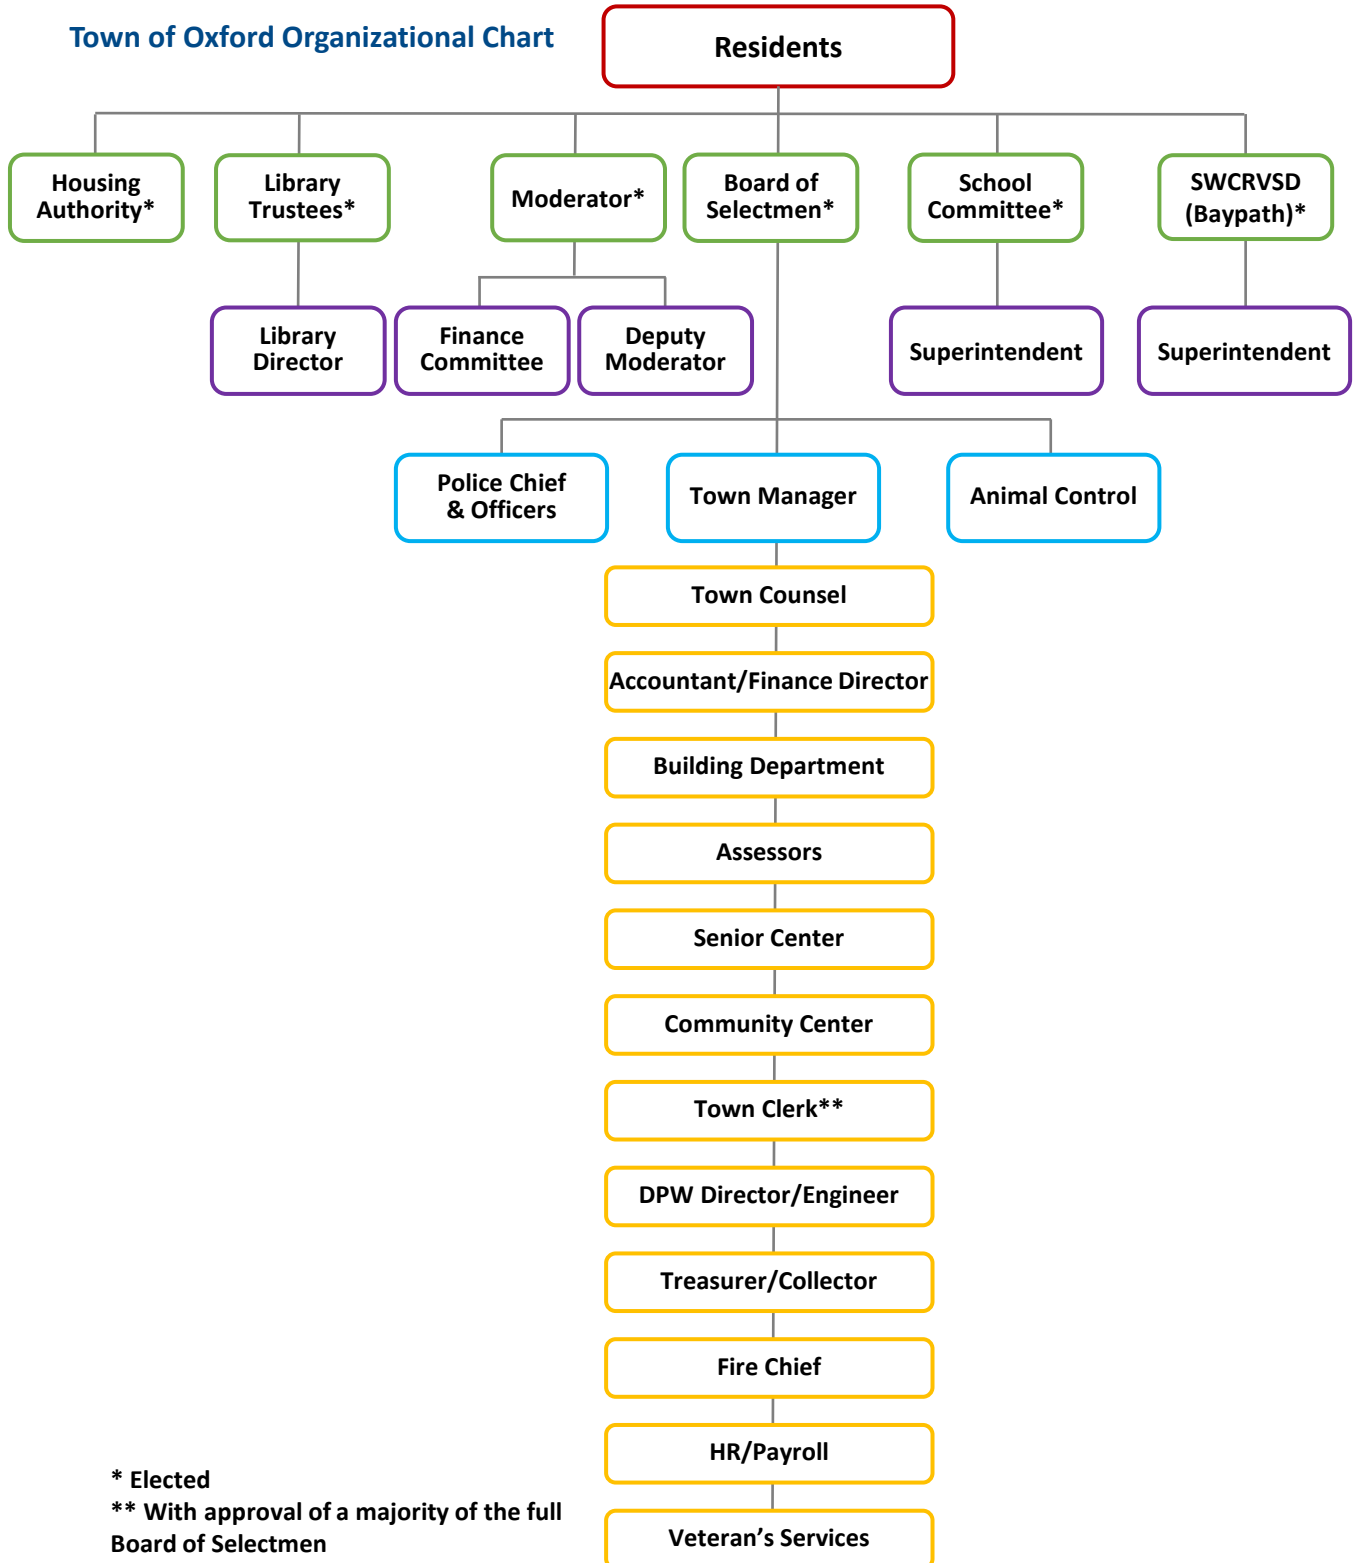 Town of Oxford Organizational Chart
Residents
Housing
Authority*
Library
Trustees*
Moderator*
Board of
Selectmen*
School
Committee*
SWCRVSD
(Baypath)*
Library
Director
Finance
Committee
Deputy
Moderator
Superintendent
Superintendent
Police Chief
& Officers
Town Manager
Animal Control
Town Counsel
Accountant/Finance Director
Building Department
Assessors
Senior Center
Community Center
Town Clerk**
DPW Director/Engineer
Treasurer/Collector
Fire Chief
HR/Payroll
Veteran’s Services
* Elected
** With approval of a majority of the full
Board of Selectmen